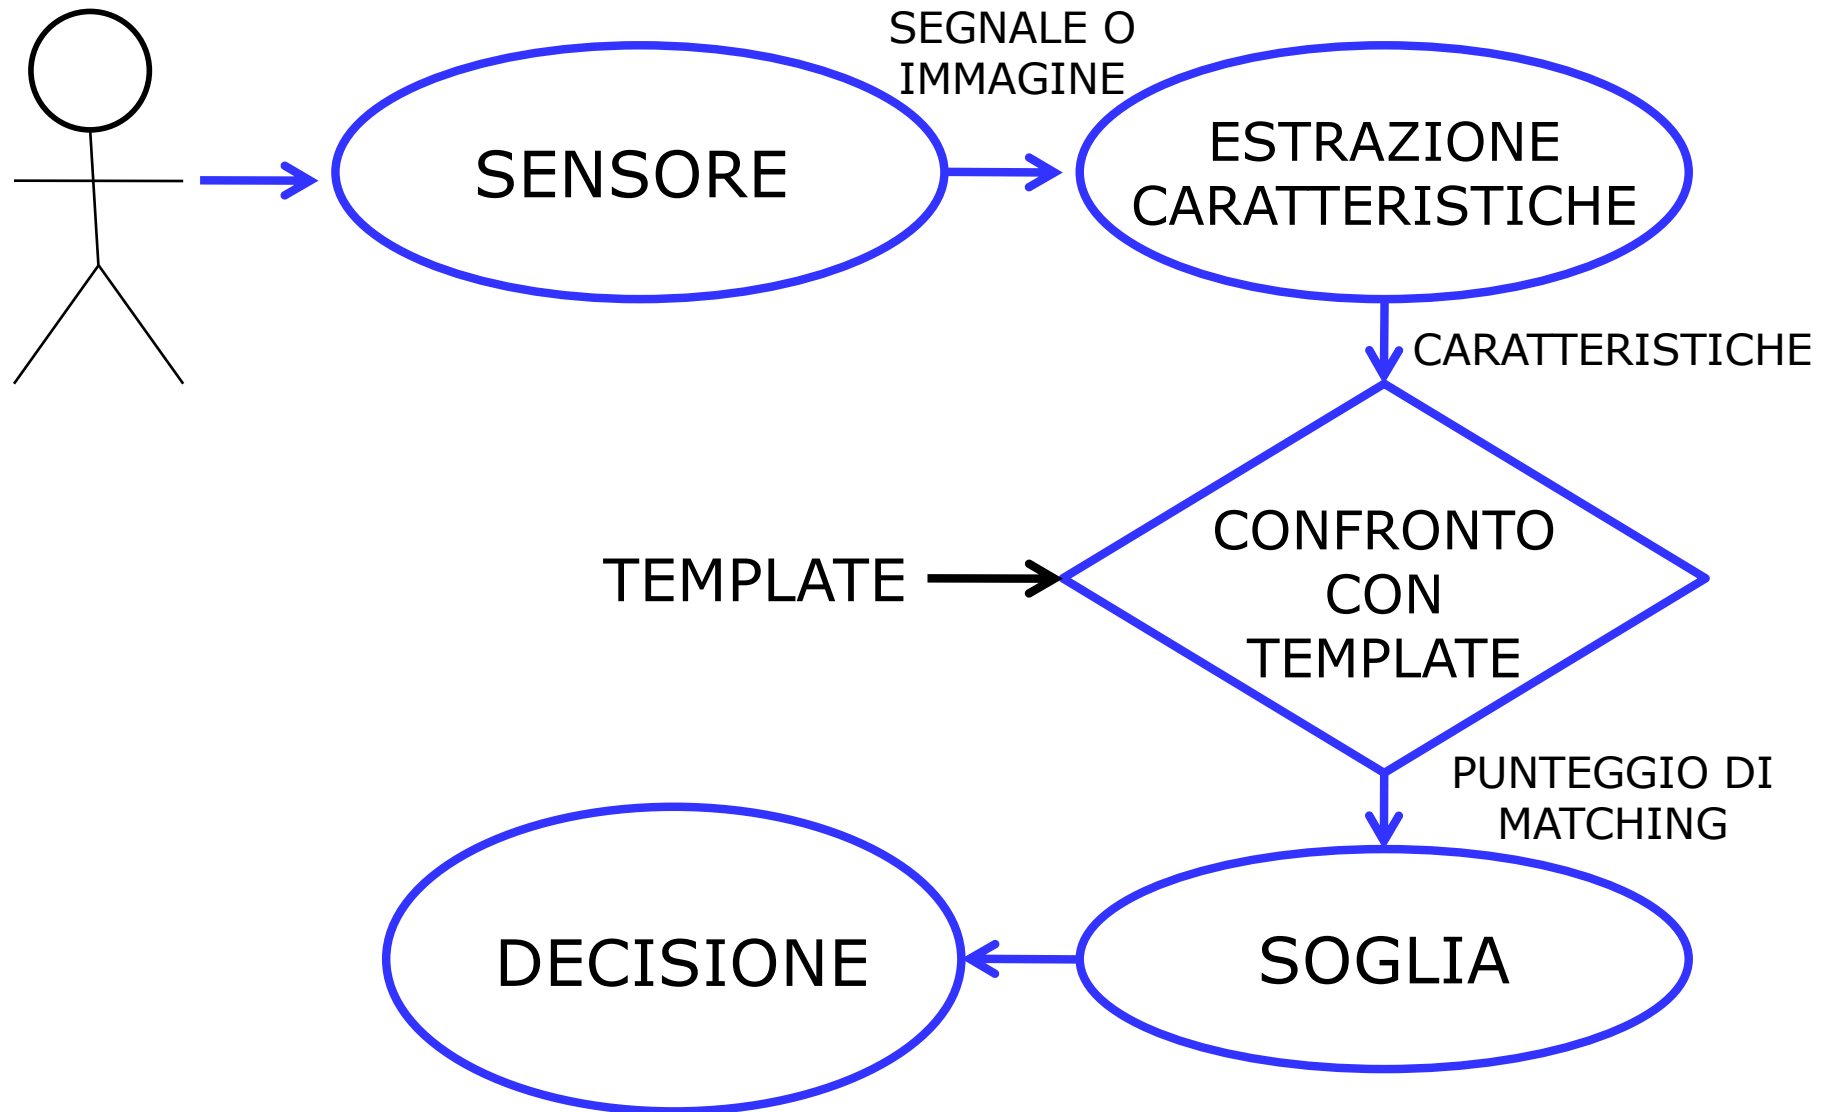 SENSORE
SEGNALE O
IMMAGINE
ESTRAZIONE
CARATTERISTICHE
CARATTERISTICHE
TEMPLATE
CONFRONTO
CON
TEMPLATE
PUNTEGGIO DI
MATCHING
SOGLIA
DECISIONE